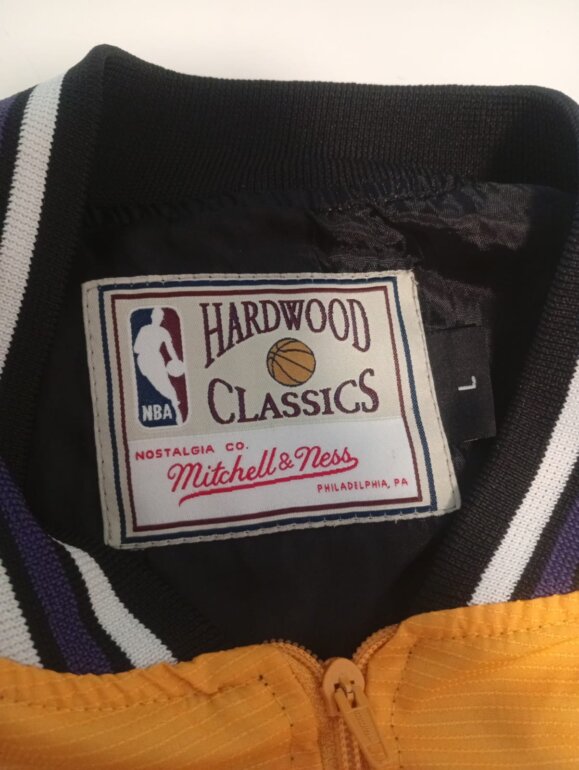 HARDWOOD
CLASSICS
NBA
NOSTALGIA CO.
Mitchell & Ness
PHILADELPHIA, PA
L